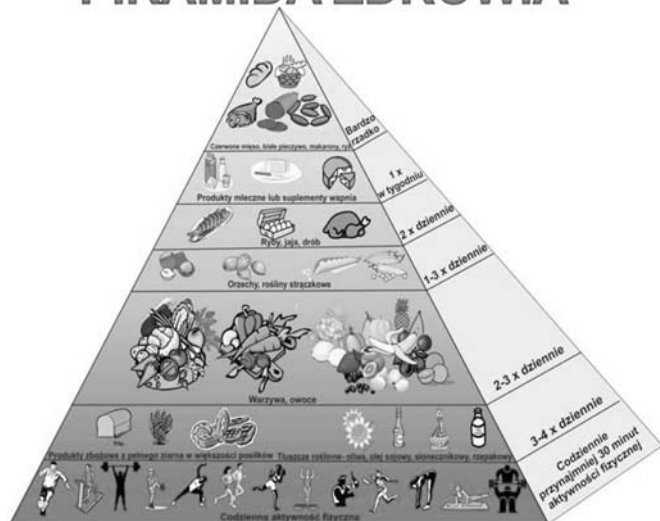 PIRAMIDA ZDROWIA
Czerwone mięso, białe pieczywo, makarony, ryż
Bardzo
rzadko
Produkty mleczne lub suplementy wapnia
1 x
w tygodniu
Ryby, jaja, drób
2 x dziennie
Orzechy, rośliny strączkowe
1-3 x dziennie
Warzywa, owoce
2-3 x dziennie
Produkty zbożowe z pełnego ziarna w większości posiłków
Tłuszcze roślinne- oliwa, olej sojowy, słonecznikowy, rzepakowy
3-4 x dziennie
Codzienna aktywność fizyczna
Codziennie
przynajmniej 30 minut
aktywności fizycznej